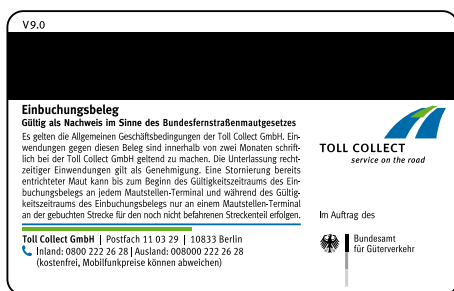 V9.0
Einbuchungsbeleg
Gültig als Nachweis im Sinne des Bundesfernstraßenmautgesetzes
Es gelten die Allgemeinen Geschäftsbedingungen der Toll Collect GmbH. Ein-
wendungen gegen diesen Beleg sind innerhalb von zwei Monaten schrift-
lich bei der Toll Collect GmbH geltend zu machen. Die Unterlassung recht-
zeitiger Einwendungen gilt als Genehmigung. Eine Stornierung bereits
entrichteter Maut kann bis zum Beginn des Gültigkeitszeitraums des Ein-
buchungsbelegs an jedem Mautstellen-Terminal und während des Gültig-
keitszeitraums des Einbuchungsbelegs nur an einem Mautstellen-Terminal
an der gebuchten Strecke für den noch nicht befahrenen Streckenteil erfolgen.
Toll Collect GmbH | Postfach 11 03 29 | 10833 Berlin
Inland: 0800 222 26 28 | Ausland: 008000 222 26 28
(kostenfrei, Mobilfunkpreise können abweichen)
TOLL COLLECT
service on the road
Im Auftrag des
Bundesamt
für Güterverkehr